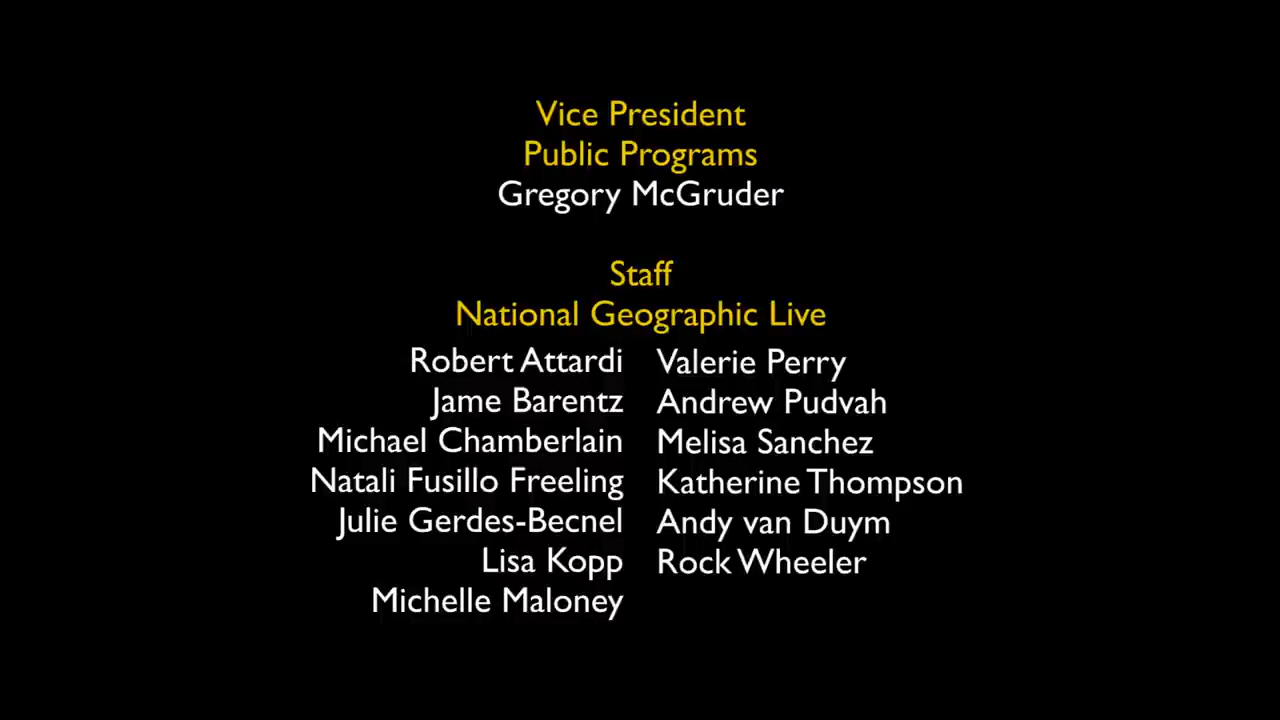 Vice President
Public Programs
Gregory McGruder
Staff
National Geographic Live
Robert Attardi
Jame Barentz
Michael Chamberlain
Natali Fusillo Freeling
Julie Gerdes-Becnel
Lisa Kopp
Michelle Maloney
Valerie Perry
Andrew Pudvah
Melisa Sanchez
Katherine Thompson
Andy van Duym
Rock Wheeler